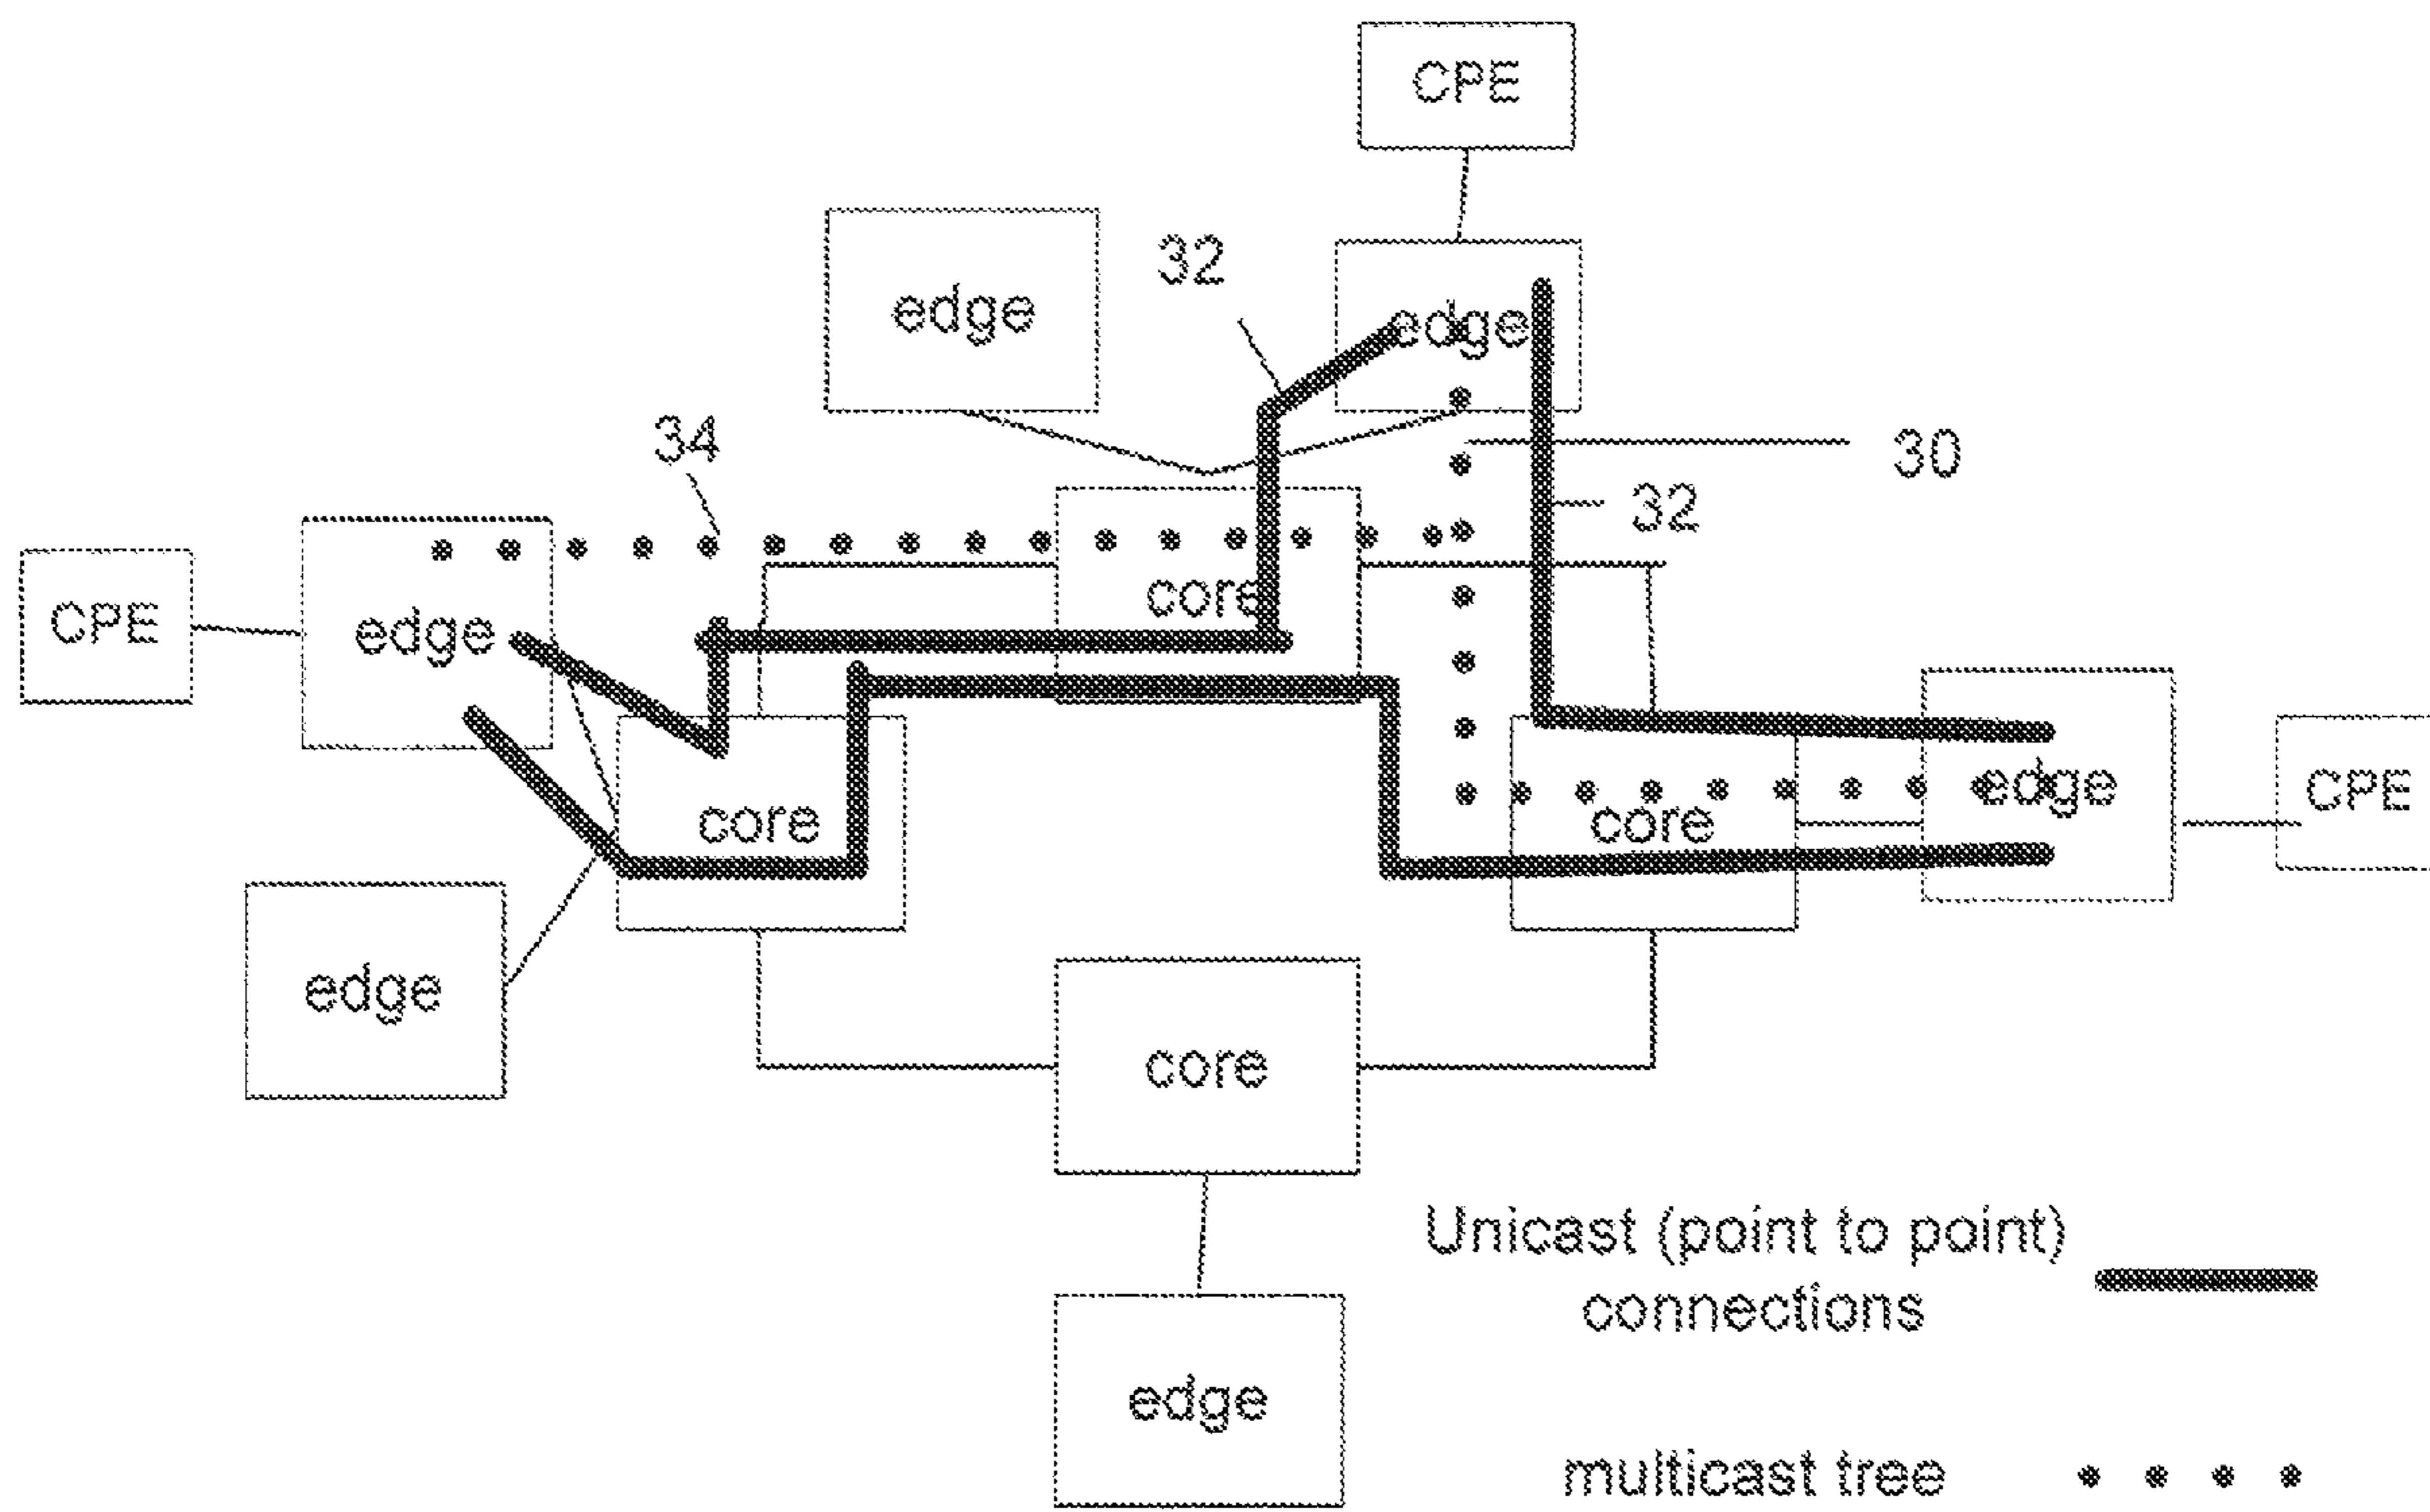 CPE
edge
32
edge
34
30
32
core
CPE
edge
edge
CPE
core
core
edge
core
Unicast (point to point)
connections
edge
multicast tree